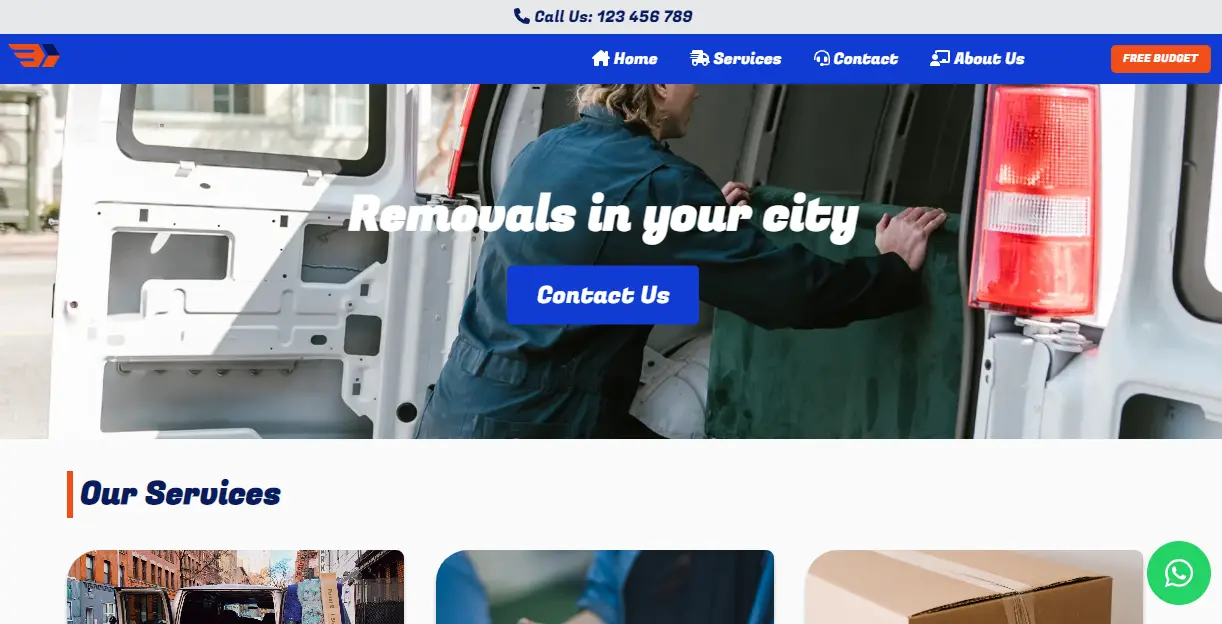 Call Us: 123 456 789
Home Services Contact About Us FREE BUDGET
Removals in your city
Contact Us
Our Services